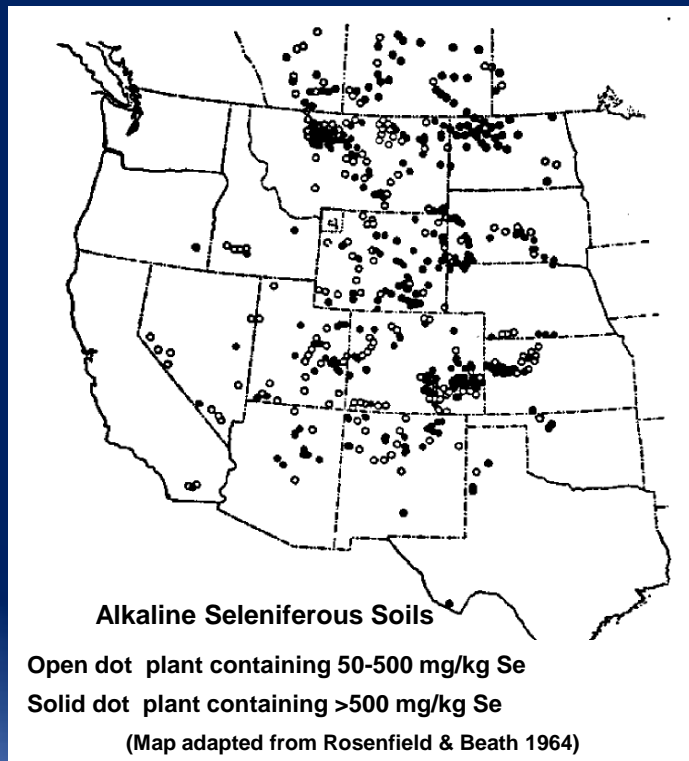 Alkaline Seleniferous Soils
Open dot plant containing 50-500 mg/kg Se
Solid dot plant containing >500 mg/kg Se
(Map adapted from Rosenfield & Beath 1964)